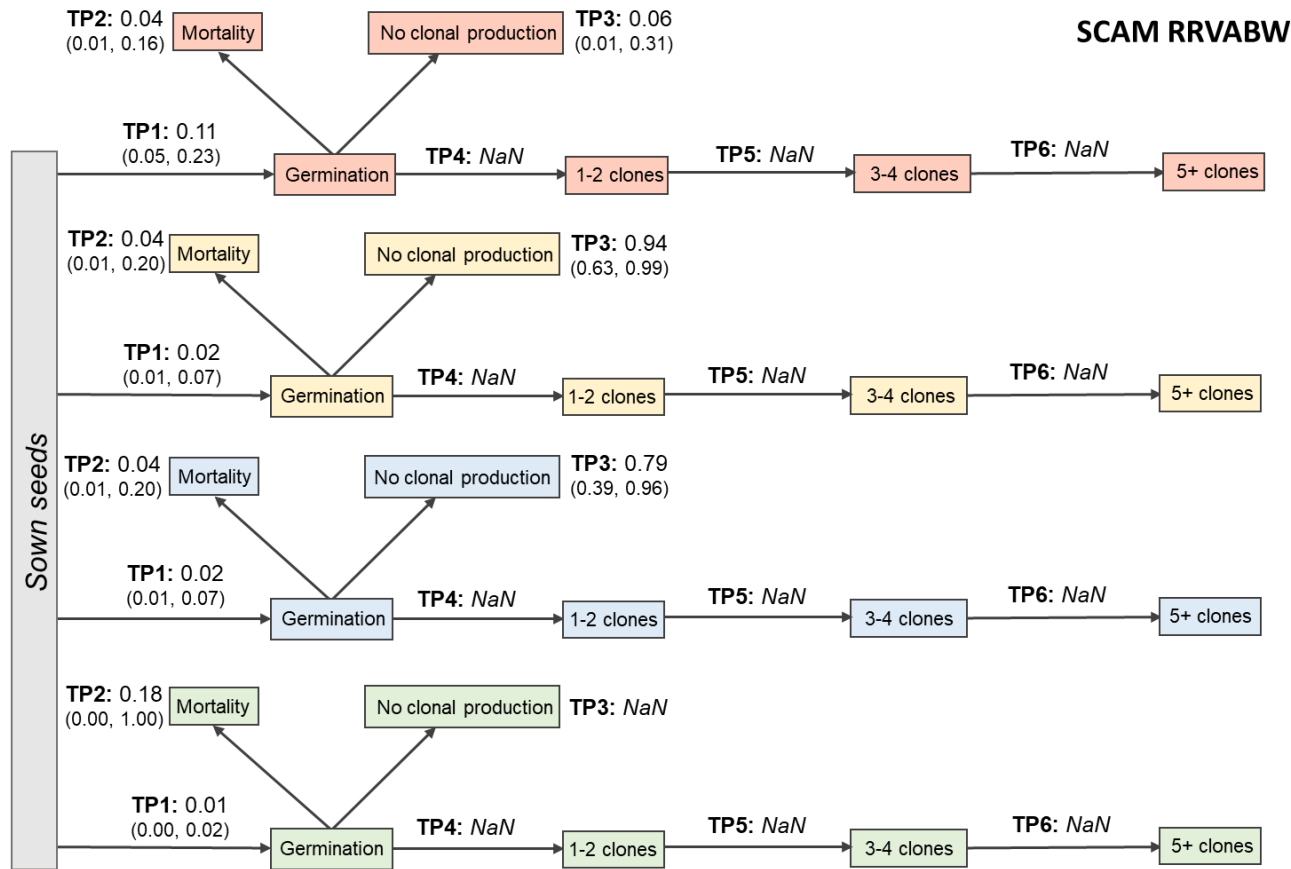 SCAM RRVABW
Sown seeds
TP2: 0.04
(0.01, 0.16)
Mortality
No clonal production
TP3: 0.06
(0.01, 0.31)
TP1: 0.11
(0.05, 0.23)
Germination
TP4: NaN
1-2 clones
TP5: NaN
3-4 clones
TP6: NaN
5+ clones
TP2: 0.04
(0.01, 0.20)
Mortality
No clonal production
TP3: 0.94
(0.63, 0.99)
TP1: 0.02
(0.01, 0.07)
Germination
TP4: NaN
1-2 clones
TP5: NaN
3-4 clones
TP6: NaN
5+ clones
TP2: 0.04
(0.01, 0.20)
Mortality
No clonal production
TP3: 0.79
(0.39, 0.96)
TP1: 0.02
(0.01, 0.07)
Germination
TP4: NaN
1-2 clones
TP5: NaN
3-4 clones
TP6: NaN
5+ clones
TP2: 0.18
(0.00, 1.00)
Mortality
No clonal production
TP3: NaN
TP1: 0.01
(0.00, 0.02)
Germination
TP4: NaN
1-2 clones
TP5: NaN
3-4 clones
TP6: NaN
5+ clones